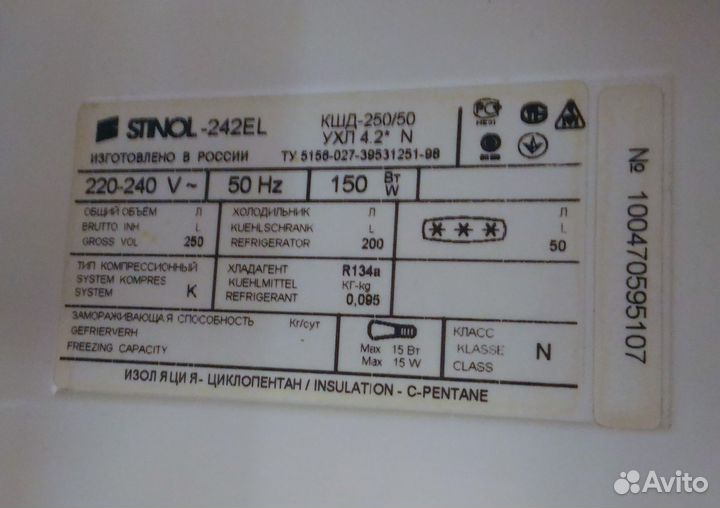 STINOL -242EL
КШД-250/50
УХЛ 4.2* N
ИЗГОТОВЛЕНО В РОССИИ
ТУ 5156-027-39531251-98
220-240 V ~
50 Hz
150 Вт W
ОБЩИЙ ОБЪЕМ Л
BRUTTO INH L
GROSS VOL 250
ХОЛОДИЛЬНИК Л
KUEHLSCHRANK L
REFRIGERATOR 200
Л
L
50
ТИП КОМПРЕССИОННЫЙ
SYSTEM KOMPRES
SYSTEM K
ХЛАДАГЕНТ R134a
KUEHLMITTEL КГ-kg
REFRIGERANT 0,095
ЗАМОРАЖИВАЮЩАЯ СПОСОБНОСТЬ Кг/сут
GEFRIERVERH
FREEZING CAPACITY
Max 15 Вт
Max 15 W
КЛАСС
KLASSE N
CLASS
ИЗОЛЯЦИЯ- ЦИКЛОПЕНТАН / INSULATION - C-PENTANE
№ 100470595107
Avito